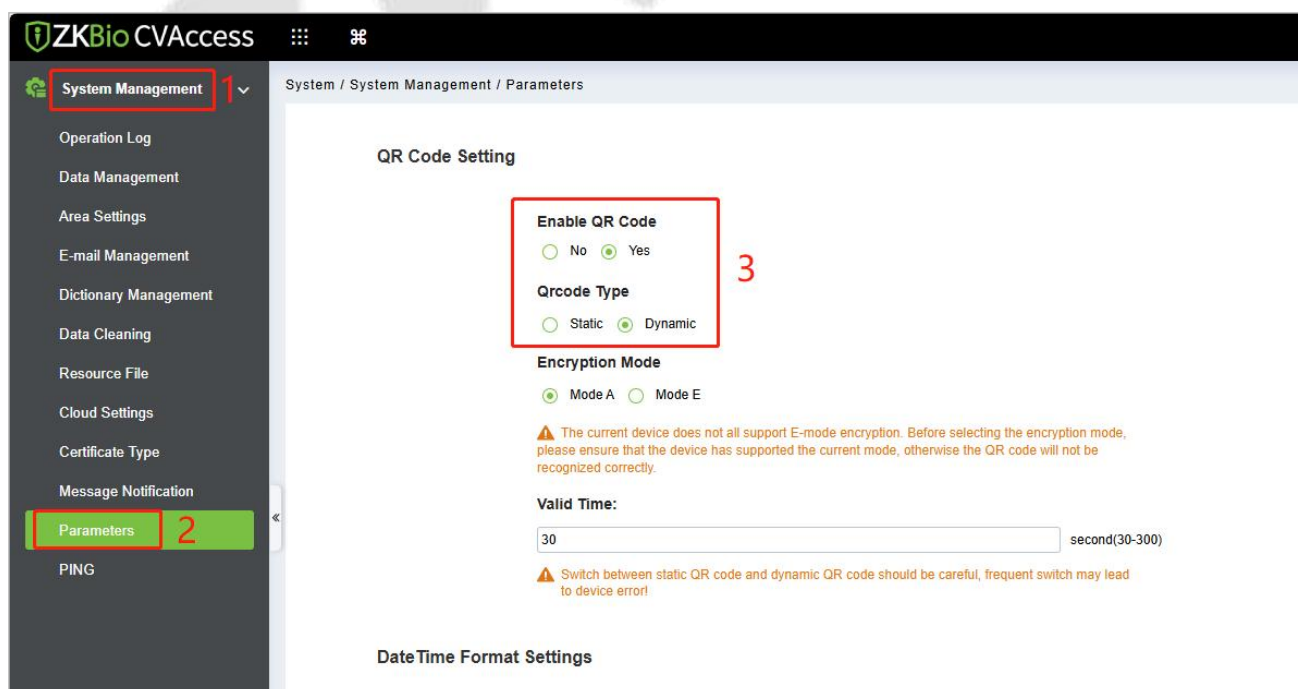 ZKBio CVAccess
System Management 1
System / System Management / Parameters
Operation Log
Data Management
Area Settings
E-mail Management
Dictionary Management
Data Cleaning
Resource File
Cloud Settings
Certificate Type
Message Notification
Parameters 2
PING
QR Code Setting
Enable QR Code
No Yes
3
Qrcode Type
Static Dynamic
Encryption Mode
Mode A Mode E
The current device does not all support E-mode encryption. Before selecting the encryption mode,
please ensure that the device has supported the current mode, otherwise the QR code will not be
recognized correctly.
Valid Time:
30 second(30-300)
Switch between static QR code and dynamic QR code should be careful, frequent switch may lead
to device error!
DateTime Format Settings